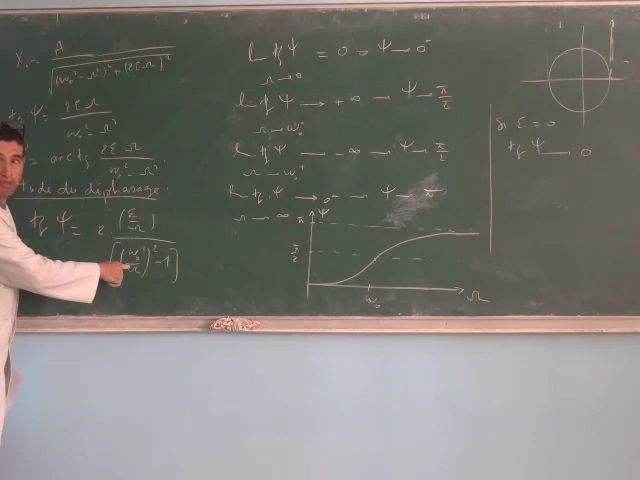 X₀ = A / √((ω₀² - Ω²)² + (2ξΩ)²)
tg Ψ = 2ξΩ / (ω₀² - Ω²)
= arctg 2ξΩ / (ω₀² - Ω²)
Etude du déphasage.
tg Ψ = 2 (ξ/Ω) / [(ω₀/Ω)² - 1]
lim tg Ψ = 0 → Ψ → 0⁻
Ω → 0
lim tg Ψ → +∞ → Ψ → π/2
Ω → ω₀⁻
lim tg Ψ → -∞ → Ψ → π/2
Ω → ω₀⁺
lim tg Ψ → 0⁻ → Ψ → π
Ω → ∞
Ψ
π
π/2
ω₀
Ω
Si ξ = 0
tg Ψ → 0